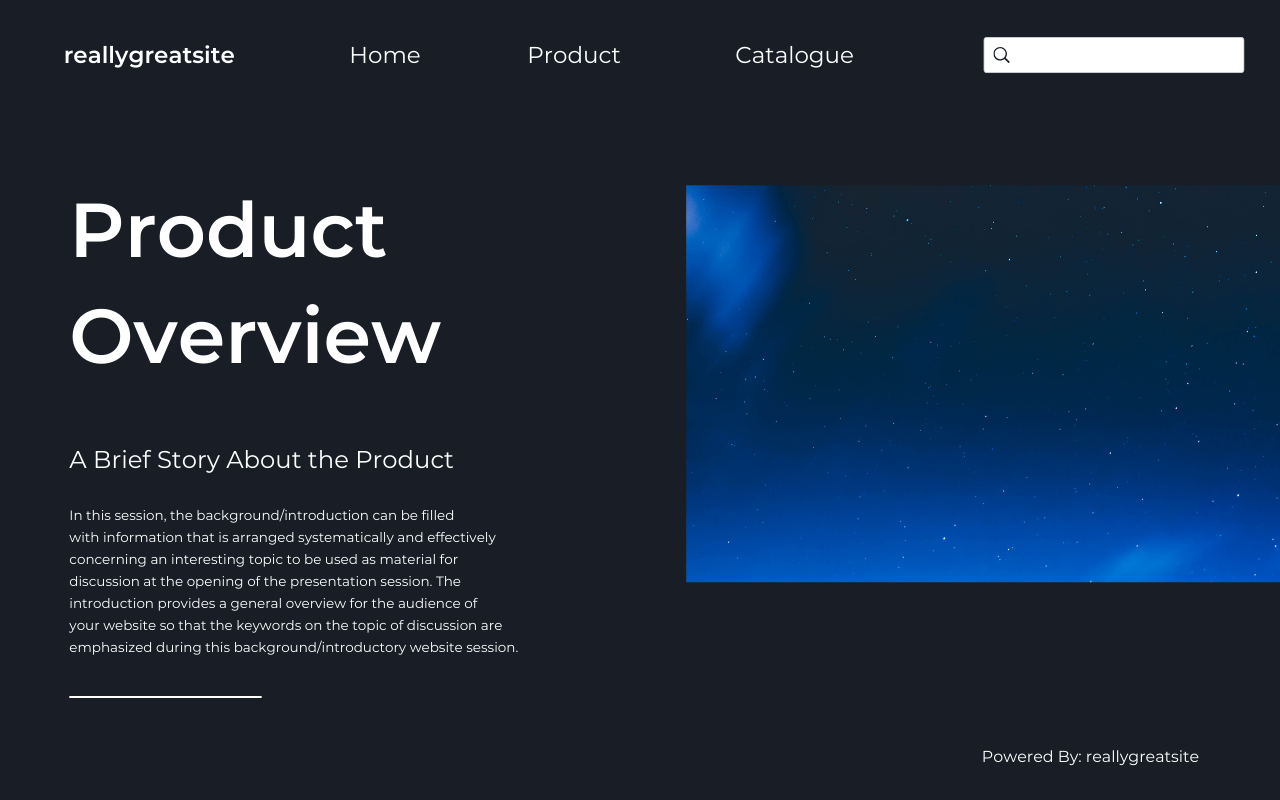 reallygreatsite
Home
Product
Catalogue
Product
Overview
A Brief Story About the Product
In this session, the background/introduction can be filled
with information that is arranged systematically and effectively
concerning an interesting topic to be used as material for
discussion at the opening of the presentation session. The
introduction provides a general overview for the audience of
your website so that the keywords on the topic of discussion are
emphasized during this background/introductory website session.
Powered By: reallygreatsite